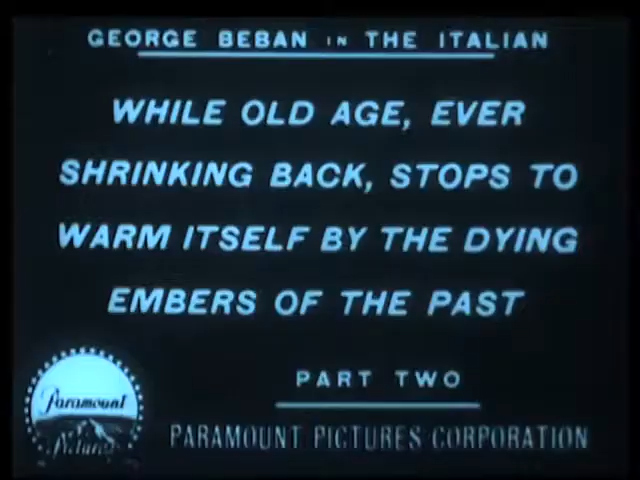 GEORGE BEBAN IN THE ITALIAN
WHILE OLD AGE, EVER
SHRINKING BACK, STOPS TO
WARM ITSELF BY THE DYING
EMBERS OF THE PAST
PART TWO
Paramount
Pictures
PARAMOUNT PICTURES CORPORATION